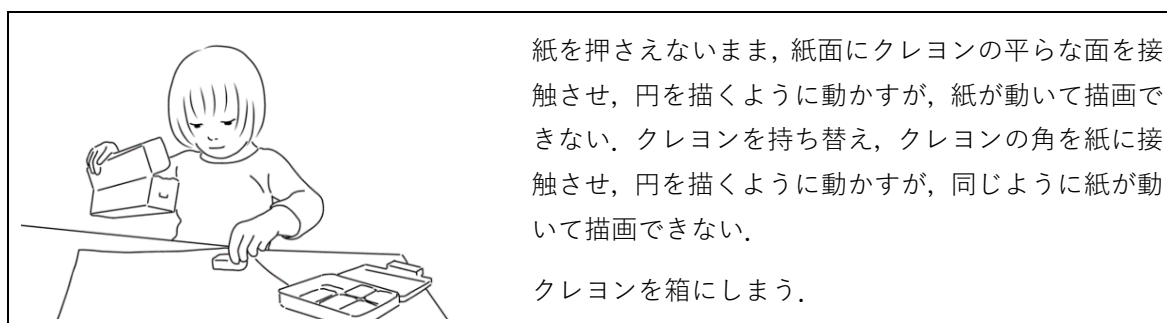 紙を押さえないまま，紙面にクレヨンの平らな面を接
触させ，円を描くように動かすが，紙が動いて描画で
きない．クレヨンを持ち替え，クレヨンの角を紙に接
触させ，円を描くように動かすが，同じように紙が動
いて描画できない．
クレヨンを箱にしまう．